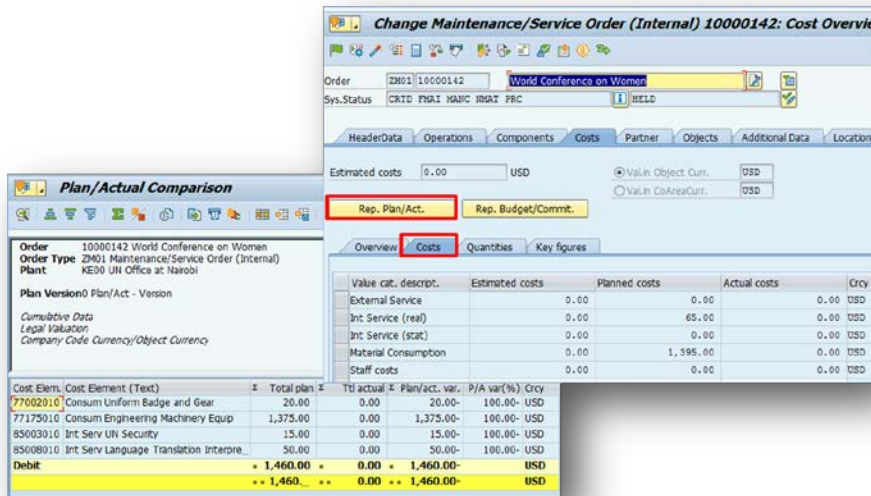 Change Maintenance/Service Order (Internal) 10000142: Cost Overvie
Order ZM01 10000142 World Conference on Women
Sys.Status CRTD FMAI MANC NMAT PRC HELD
HeaderData Operations Components Costs Partner Objects Additional Data Location
Estimated costs 0.00 USD Val.in Object Curr. USD
Val.in CoAreaCurr. USD
Rep. Plan/Act. Rep. Budget/Commit.
Overview Costs Quantities Key figures
Value cat. descrpt. Estimated costs Planned costs Actual costs Crcy
External Service 0.00 0.00 0.00 USD
Int Service (real) 0.00 65.00 0.00 USD
Int Service (stat) 0.00 0.00 0.00 USD
Material Consumption 0.00 1,395.00 0.00 USD
Staff costs 0.00 0.00 0.00 USD
Plan/Actual Comparison
Order 10000142 World Conference on Women
Order Type ZM01 Maintenance/Service Order (Internal)
Plant KE00 UN Office at Nairobi
Plan Version0 Plan/Act - Version
Cumulative Data
Legal Valuation
Company Code Currency/Object Currency
Cost Elem. Cost Element (Text) Σ Total plan Σ Ttl actual Σ Plan/act. var. P/A var(%) Crcy
77002010 Consum Uniform Badge and Gear 20.00 0.00 20.00- 100.00- USD
77175010 Consum Engineering Machinery Equip 1,375.00 0.00 1,375.00- 100.00- USD
85003010 Int Serv UN Security 15.00 0.00 15.00- 100.00- USD
85008010 Int Serv Language Translation Interpre_ 50.00 0.00 50.00- 100.00- USD
Debit 1,460.00 0.00 1,460.00- USD
1,460.... 0.00 1,460.00- USD